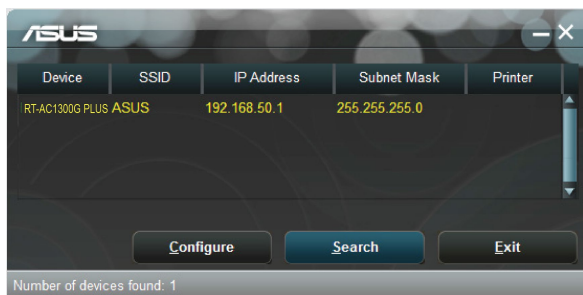 ASUS
Device SSID IP Address Subnet Mask Printer
RT-AC1300G PLUS ASUS 192.168.50.1 255.255.255.0
Configure Search Exit
Number of devices found: 1